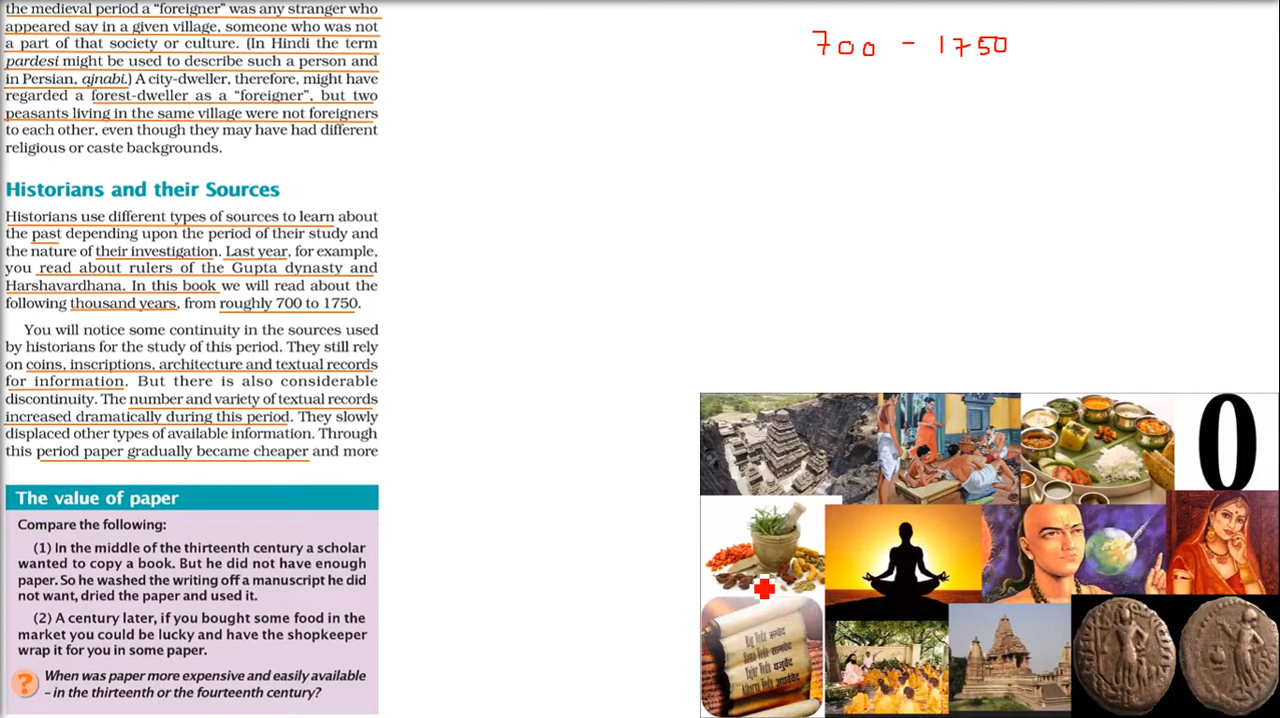 the medieval period a “foreigner” was any stranger who
appeared say in a given village, someone who was not
a part of that society or culture. (In Hindi the term
pardesi might be used to describe such a person and
in Persian, ajnabi.) A city-dweller, therefore, might have
regarded a forest-dweller as a “foreigner”, but two
peasants living in the same village were not foreigners
to each other, even though they may have had different
religious or caste backgrounds.
Historians and their Sources
Historians use different types of sources to learn about
the past depending upon the period of their study and
the nature of their investigation. Last year, for example,
you read about rulers of the Gupta dynasty and
Harshavardhana. In this book we will read about the
following thousand years, from roughly 700 to 1750.
You will notice some continuity in the sources used
by historians for the study of this period. They still rely
on coins, inscriptions, architecture and textual records
for information. But there is also considerable
discontinuity. The number and variety of textual records
increased dramatically during this period. They slowly
displaced other types of available information. Through
this period paper gradually became cheaper and more
The value of paper
Compare the following:
(1) In the middle of the thirteenth century a scholar
wanted to copy a book. But he did not have enough
paper. So he washed the writing off a manuscript he did
not want, dried the paper and used it.
(2) A century later, if you bought some food in the
market you could be lucky and have the shopkeeper
wrap it for you in some paper.
? When was paper more expensive and easily available
– in the thirteenth or the fourteenth century?
700 - 1750
0
Rig Veda ऋग्वेद
Sama Veda सामवेद
Yajur Veda यजुर्वेद
Atharva Veda अथर्ववेद